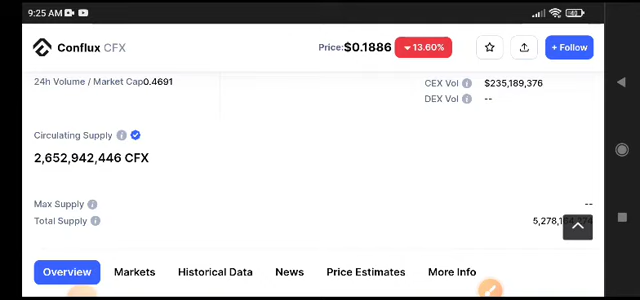 9:25 AM
Conflux CFX Price:$0.1886 13.60% + Follow
24h Volume / Market Cap0.4691
CEX Vol $235,189,376
DEX Vol --
Circulating Supply
2,652,942,446 CFX
Max Supply --
Total Supply
Overview Markets Historical Data News Price Estimates More Info